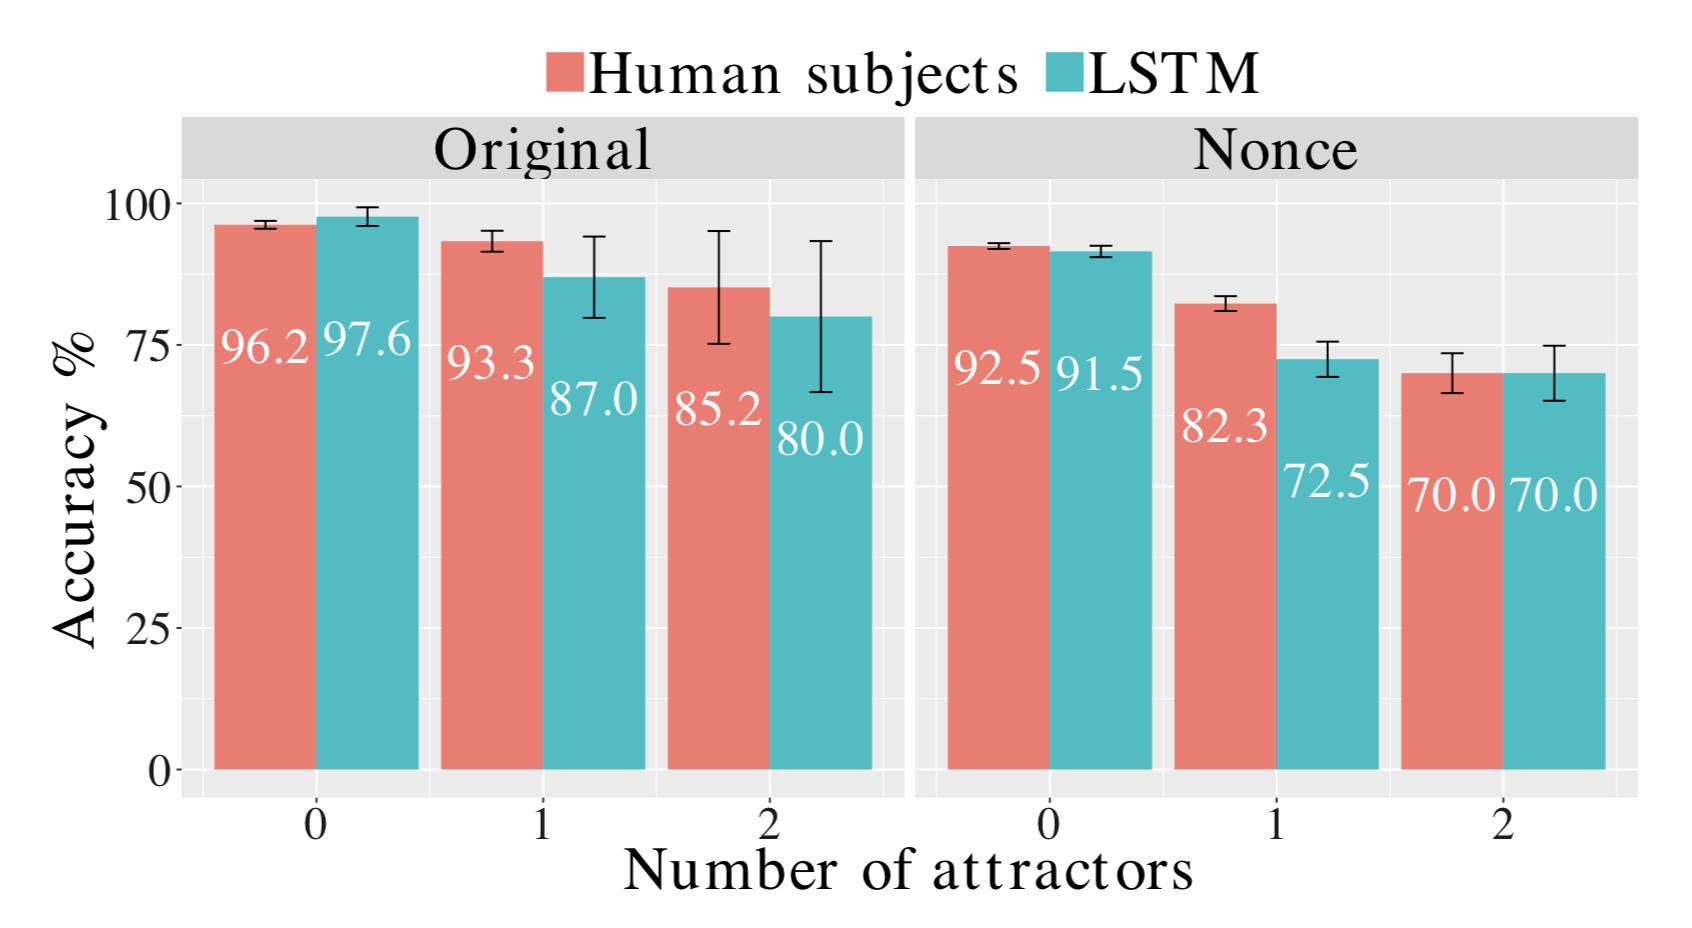 Human subjects LSTM
Original Nonce
100
75
50
25
0
Accuracy %
96.2 97.6 93.3 87.0 85.2 80.0
92.5 91.5 82.3 72.5 70.0 70.0
0 1 2 0 1 2
Number of attractors